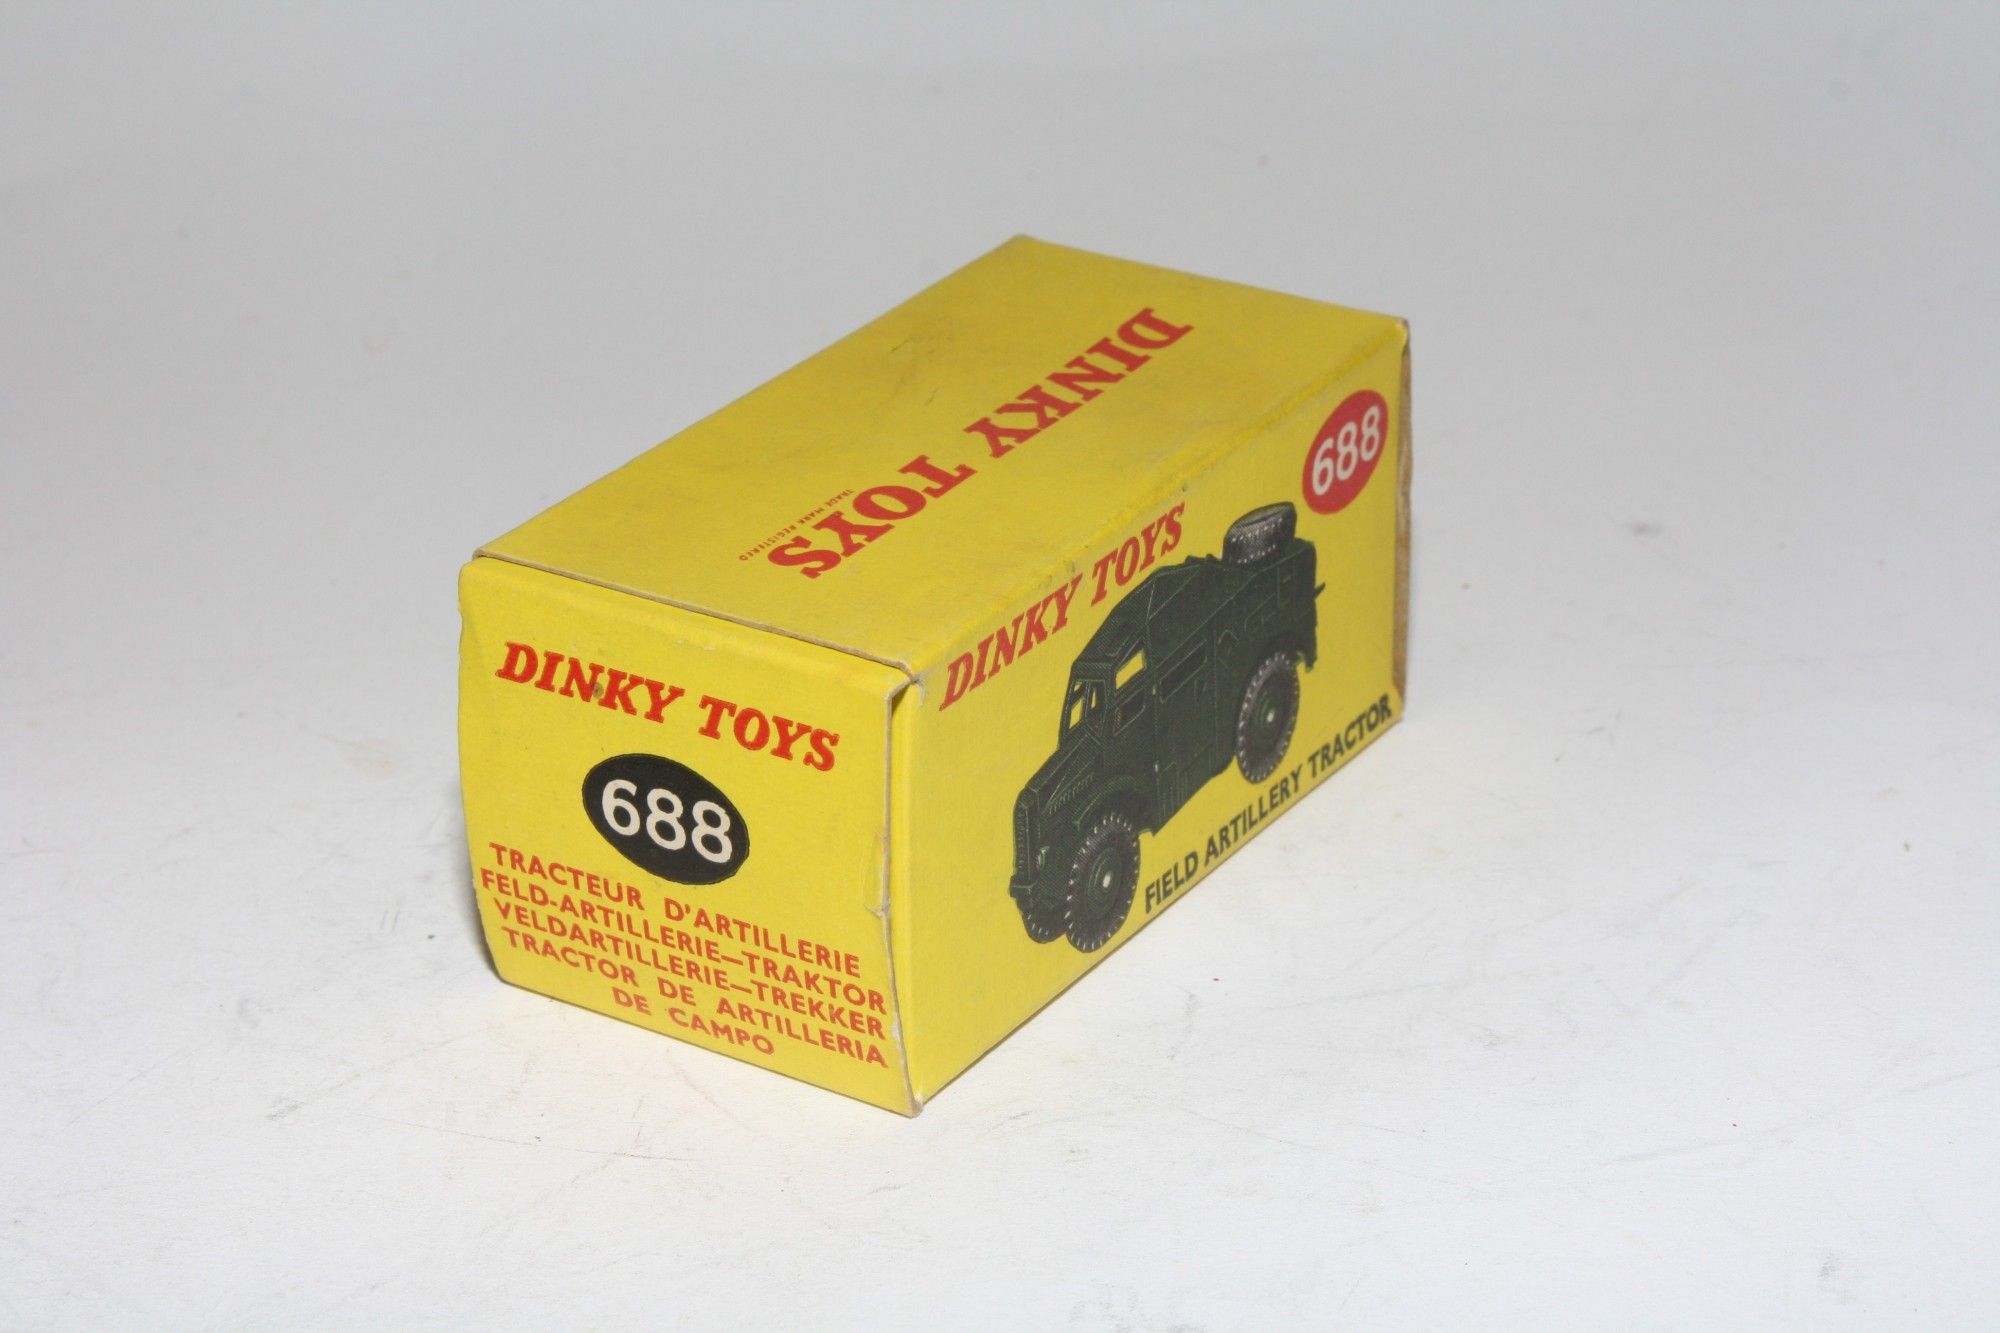 DINKY TOYS
TRADE MARK REGISTERED
DINKY TOYS
688
FIELD ARTILLERY TRACTOR
DINKY TOYS
688
TRACTEUR D'ARTILLERIE
FELD-ARTILLERIE—TRAKTOR
VELDARTILLERIE—TREKKER
TRACTOR DE ARTILLERIA
DE CAMPO